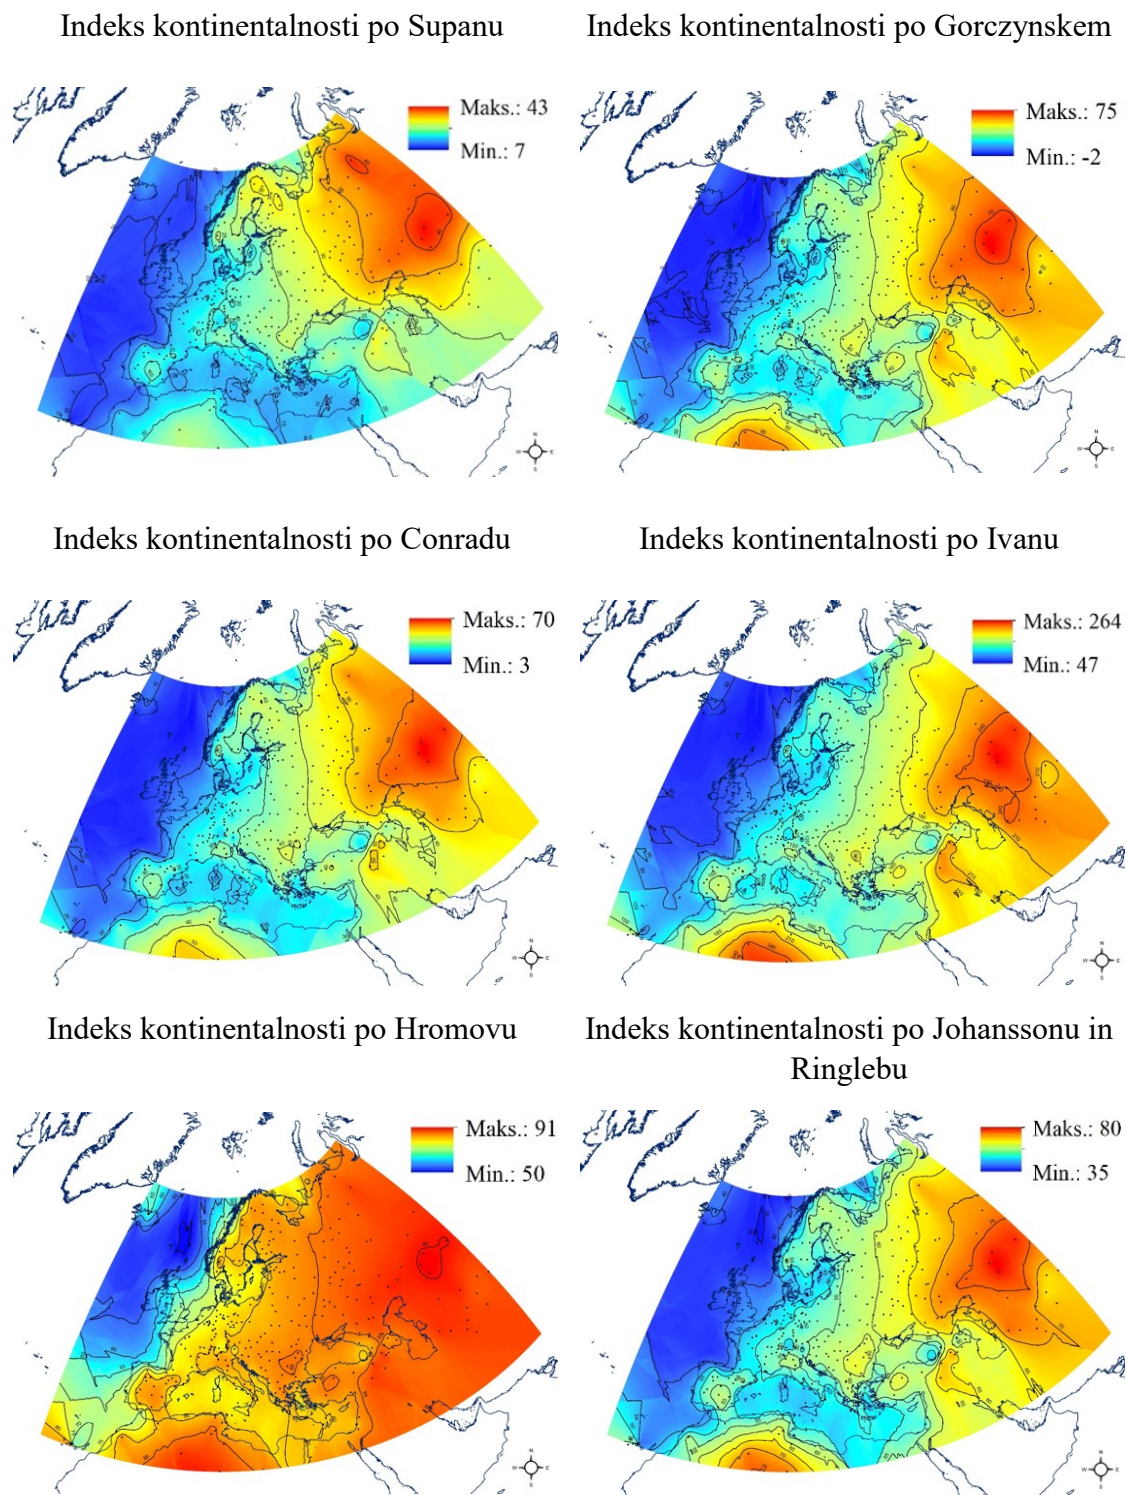 Indeks kontinentalnosti po Supanu
Indeks kontinentalnosti po Gorczynskem
Maks.: 43
Min.: 7
Maks.: 75
Min.: -2
N
W
E
S
N
W
E
S
Indeks kontinentalnosti po Conradu
Indeks kontinentalnosti po Ivanu
Maks.: 70
Min.: 3
Maks.: 264
Min.: 47
N
W
E
S
N
W
E
S
Indeks kontinentalnosti po Hromovu
Indeks kontinentalnosti po Johanssonu in
Ringlebu
Maks.: 91
Min.: 50
Maks.: 80
Min.: 35
N
W
E
S
N
W
E
S